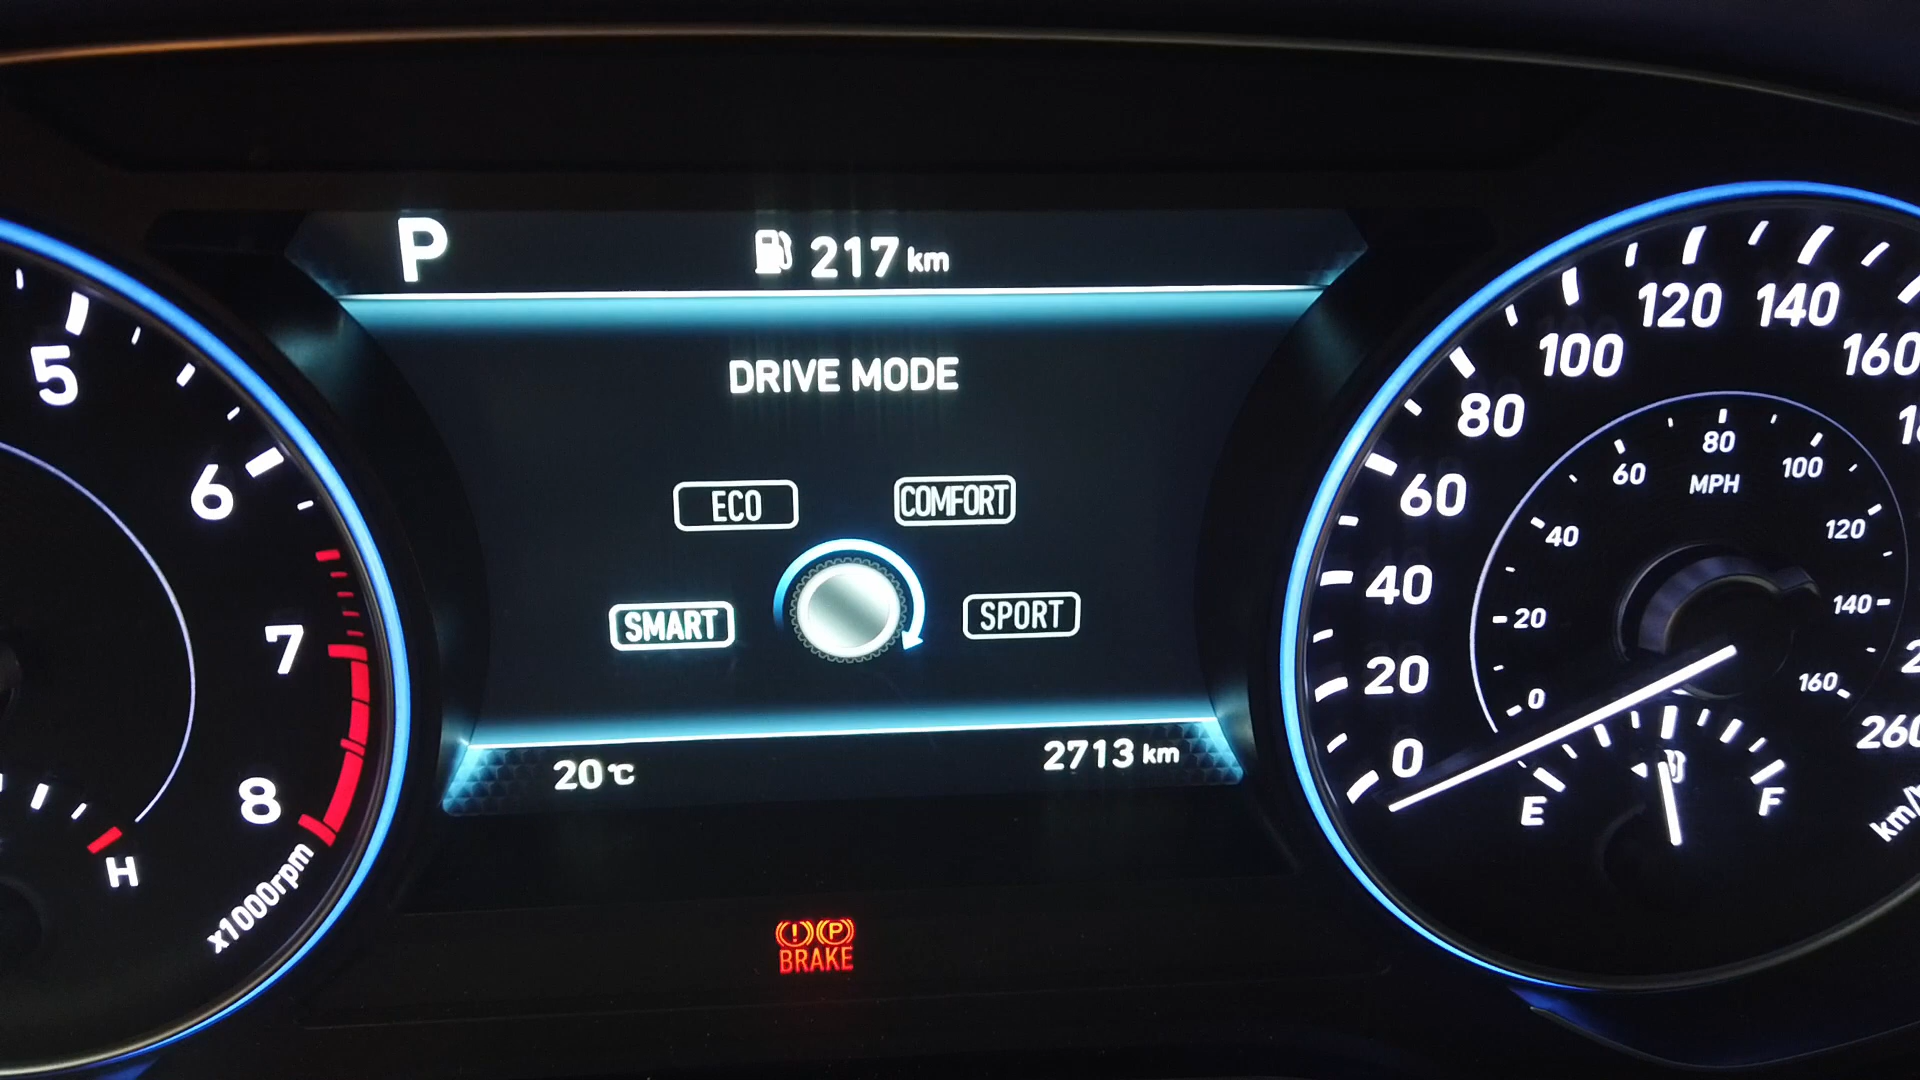 P
217 km
DRIVE MODE
ECO
COMFORT
SMART
SPORT
20°C
2713 km
BRAKE
P
5
6
7
8
x1000rpm
H
0
20
40
60
80
100
120
140
160
260
km/
0
20
40
60
80
100
120
140
160
MPH
E
F